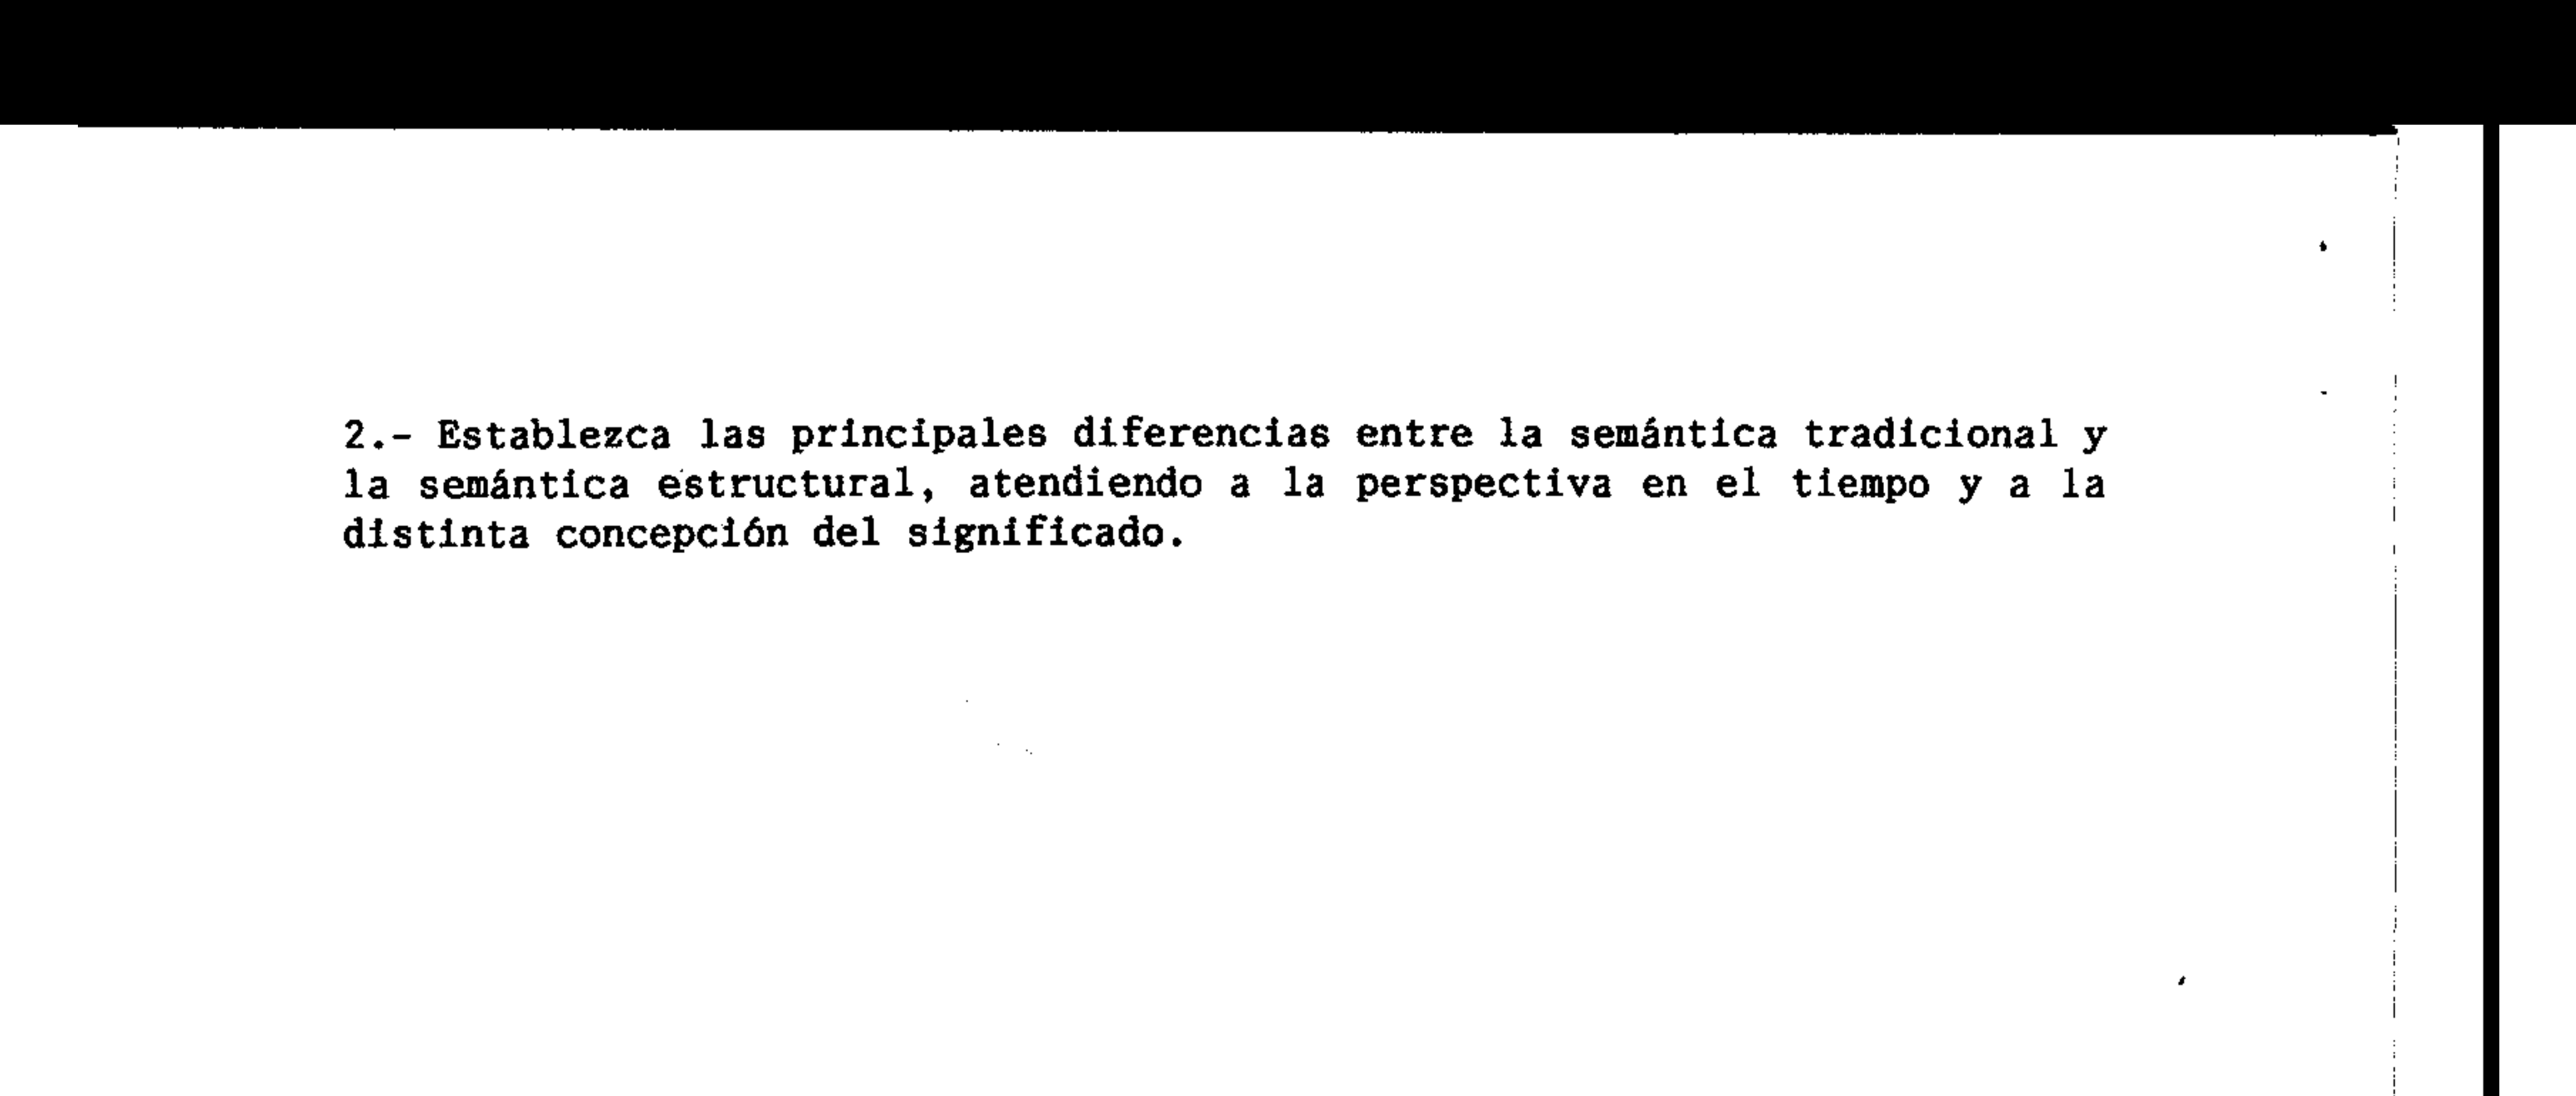 2.- Establezca las principales diferencias entre la semántica tradicional y
la semántica estructural, atendiendo a la perspectiva en el tiempo y a la
distinta concepción del significado.